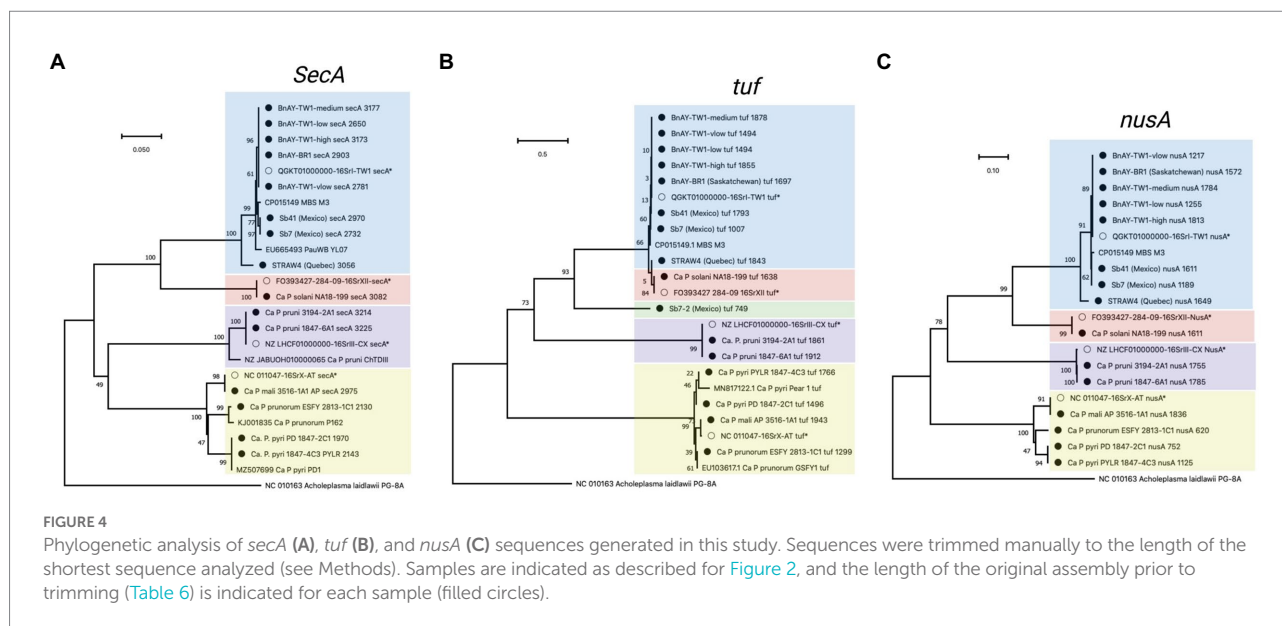 A
SecA
0.050
BnAY-TW1-medium secA 3177
BnAY-TW1-low secA 2650
96
BnAY-TW1-high secA 3173
BnAY-BR1 secA 2903
61
QGKT01000000-16SrI-TW1 secA*
BnAY-TW1-vlow secA 2781
CP015149 MBS M3
99
77
Sb41 (Mexico) secA 2970
97
Sb7 (Mexico) secA 2732
100
EU665493 PauWB YL07
STRAW4 (Quebec) 3056
100
FO393427-284-09-16SrXII-secA*
100
Ca P solani NA18-199 secA 3082
Ca P pruni 3194-2A1 secA 3214
100
Ca P pruni 1847-6A1 secA 3225
100
NZ LHCF01000000-16SrIII-CX secA*
NZ JABUOH010000065 Ca P pruni ChTDIII
49
98
NC 011047-16SrX-AT secA*
Ca P mali 3516-1A1 AP secA 2975
99
Ca P prunorum ESFY 2813-1C1 2130
100
KJ001835 Ca P prunorum P162
47
Ca. P. pyri PD 1847-2C1 1970
Ca. P. pyri 1847-4C3 PYLR 2143
99
MZ507699 Ca P pyri PD1
NC 010163 Acholeplasma laidlawii PG-8A
B
tuf
0.5
BnAY-TW1-medium tuf 1878
BnAY-TW1-vlow tuf 1494
10
BnAY-TW1-low tuf 1494
BnAY-TW1-high tuf 1855
3
BnAY-BR1 (Saskatchewan) tuf 1697
13
QGKT01000000-16SrI-TW1 tuf*
60
Sb41 (Mexico) tuf 1793
Sb7 (Mexico) tuf 1007
66
CP015149.1 MBS M3
STRAW4 (Quebec) tuf 1843
93
5
Ca P solani NA18-199 tuf 1638
84
FO393427 284-09 16SrXII tuf*
73
Sb7-2 (Mexico) tuf 749
NZ LHCF01000000-16SrIII-CX tuf*
99
Ca. P. pruni 3194-2A1 tuf 1861
Ca P pruni 1847-6A1 tuf 1912
22
Ca P pyri PYLR 1847-4C3 tuf 1766
46
MN817122.1 Ca P pyri Pear 1 tuf
Ca P pyri PD 1847-2C1 tuf 1496
Ca P mali AP 3516-1A1 tuf 1943
99
NC 011047-16SrX-AT tuf*
39
Ca P prunorum ESFY 2813-1C1 tuf 1299
61
EU103617.1 Ca P prunorum GSFY1 tuf
NC 010163 Acholeplasma laidlawii PG-8A
C
nusA
0.10
BnAY-TW1-vlow nusA 1217
BnAY-BR1 (Saskatchewan) nusA 1572
89
BnAY-TW1-medium nusA 1784
BnAY-TW1-low nusA 1255
BnAY-TW1-high nusA 1813
91
QGKT01000000-16SrI-TW1 nusA*
CP015149 MBS M3
Sb41 (Mexico) nusA 1611
100
62
Sb7 (Mexico) nusA 1189
STRAW4 (Quebec) nusA 1649
99
FO393427-284-09-16SrXII-NusA*
78
99
Ca P solani NA18-199 nusA 1611
NZ LHCF01000000-16SrIII-CX NusA*
100
Ca P pruni 3194-2A1 nusA 1755
100
Ca P pruni 1847-6A1 nusA 1785
91
NC 011047-16SrX-AT nusA*
Ca P mali 3516-1A1 nusA 1836
100
Ca P prunorum ESFY 2813-1C1 nusA 620
47
Ca P pyri PD 1847-2C1 nusA 752
94
Ca P pyri PYLR 1847-4C3 nusA 1125
NC 010163 Acholeplasma laidlawii PG-8A
FIGURE 4
Phylogenetic analysis of secA (A), tuf (B), and nusA (C) sequences generated in this study. Sequences were trimmed manually to the length of the
shortest sequence analyzed (see Methods). Samples are indicated as described for Figure 2, and the length of the original assembly prior to
trimming (Table 6) is indicated for each sample (filled circles).